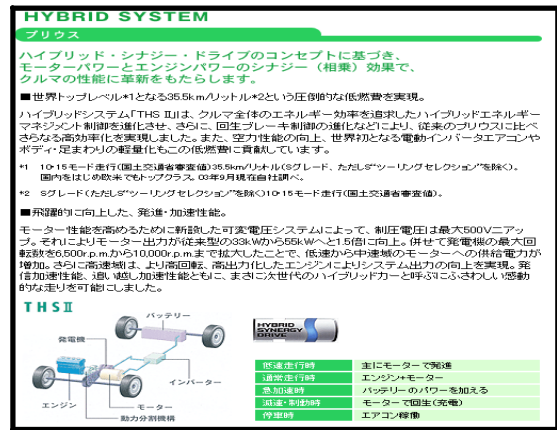 HYBRID SYSTEM
プリウス
ハイブリッド・シナジー・ドライブのコンセプトに基づき、
モーターパワーとエンジンパワーのシナジー（相乗）効果で、
クルマの性能に革新をもたらします。
■世界トップレベル*1となる35.5km/リットル*2という圧倒的な低燃費を実現。
ハイブリッドシステム「THS II」は、クルマ全体のエネルギー効率を追求したハイブリッドエネルギー
マネジメント制御を進化させ、さらに、回生ブレーキ制御の進化などにより、従来のプリウスに比べ
さらなる高効率化を実現しました。また、空力性能の向上、世界初となる電動インバータエアコンや
ボディ・足まわりの軽量化もこの低燃費に貢献しています。
*1 10・15モード走行(国土交通省審査値)35.5km/リットル(Sグレード、ただしS"ツーリングセレクション"を除く)。
国内をはじめ欧米でもトップクラス。03年9月現在自社調べ。
*2 Sグレード(ただしS"ツーリングセレクション"を除く)10・15モード走行(国土交通省審査値)。
■飛躍的に向上した、発進・加速性能。
モーター性能を高めるために新設した可変電圧システムによって、制圧電圧は最大500Vにアッ
プ。それによりモーター出力が従来型の33kWから55kWへと1.5倍に向上。併せて発電機の最大回
転数を6,500r.p.mから10,000r.p.mまで拡大したことで、低速から中速域のモーターへの供給電力が
増加。さらに高速域は、より高回転、高出力化したエンジンによりシステム出力の向上を実現。発
信加速性能、追い越し加速性能ともに、まさに次世代のハイブリッドカーと呼ぶにふさわしい感動
的な走りを可能にしました。
THSⅡ
バッテリー
発電機
インバーター
エンジン
モーター
動力分割機構
HYBRID
SYNERGY
DRIVE
低速走行時 主にモーターで発進
通常走行時 エンジン+モーター
急加速時 バッテリーのパワーを加える
減速・制動時 モーターで回生(充電)
停車時 エアコン稼働